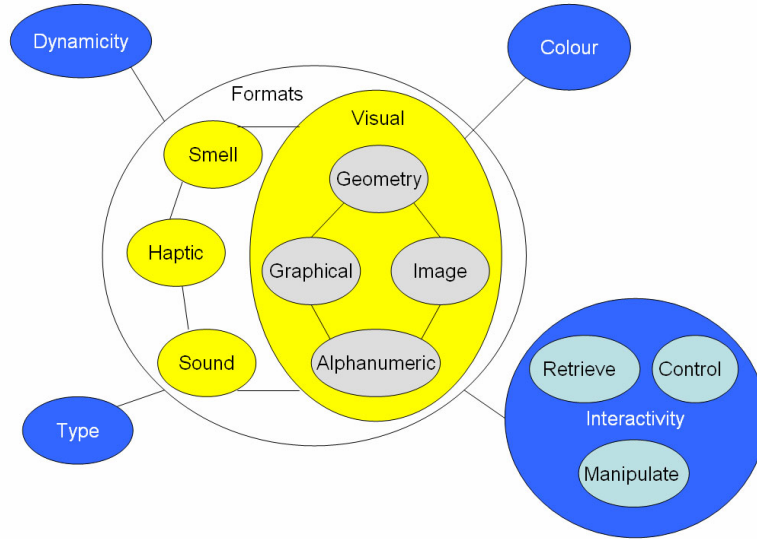 Dynamicity
Colour
Formats
Visual
Smell
Geometry
Haptic
Graphical
Image
Sound
Alphanumeric
Retrieve
Control
Type
Interactivity
Manipulate